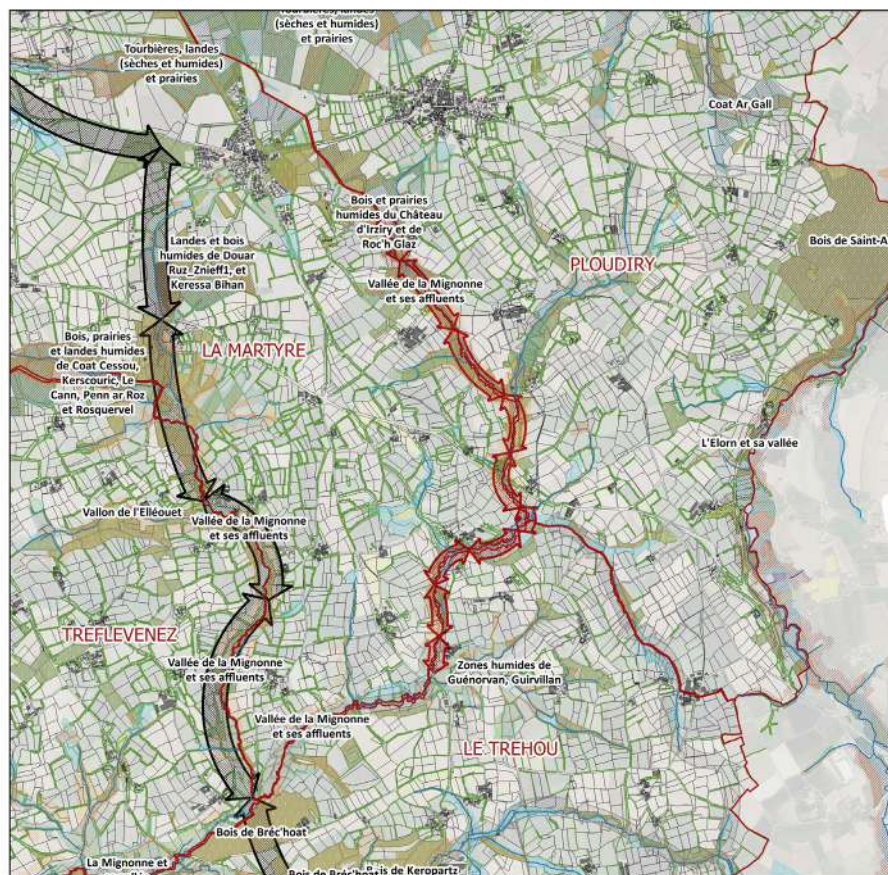 Tourbières, landes
(sèches et humides)
et prairies
Tourbières, landes
(sèches et humides)
et prairies
Coat Ar Gall
Bois et prairies
humides du Château
d'Irziry et de
Roc'h Glaz
Bois de Saint-A
Landes et bois
humides de Douar
Ruz_Znieff1, et
Keressa Bihan
PLOUDIRY
Vallée de la Mignonne
et ses affluents
Bois, prairies
et landes humides
de Coat Cessou,
Kerscouric, Le
Cann, Penn ar Roz
et Rosquervel
LA MARTYRE
L'Elorn et sa vallée
Vallon de l'Elléouet
Vallée de la Mignonne
et ses affluents
TREFLEVENEZ
Vallée de la Mignonne
et ses affluents
Zones humides de
Guénorvan, Guirvillan
Vallée de la Mignonne
et ses affluents
LE TREHOU
Bois de Bréc'hoat
La Mignonne et
Bois de Bréc'hoat
Bois de Keropartz